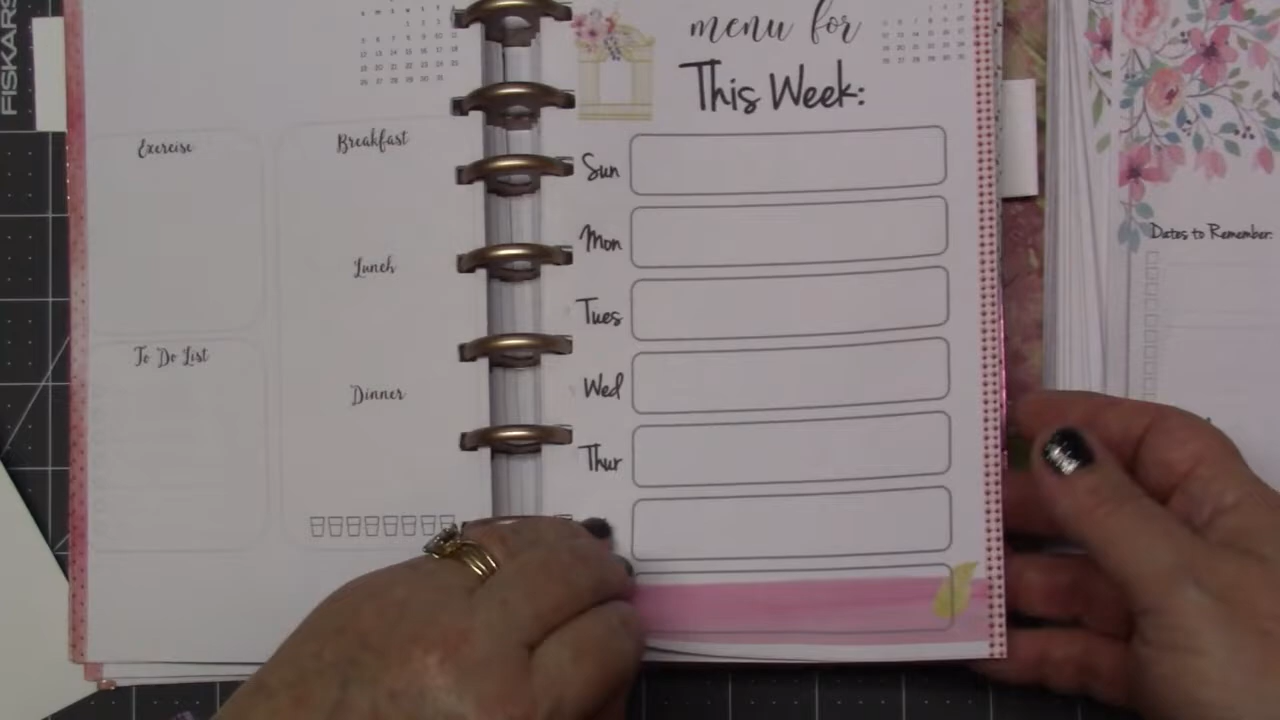 FISKARS
Exercise
Breakfast
Lunch
To Do List
Dinner
menu for
This Week:
Sun
Mon
Tues
Wed
Thur
Dates to Remember: